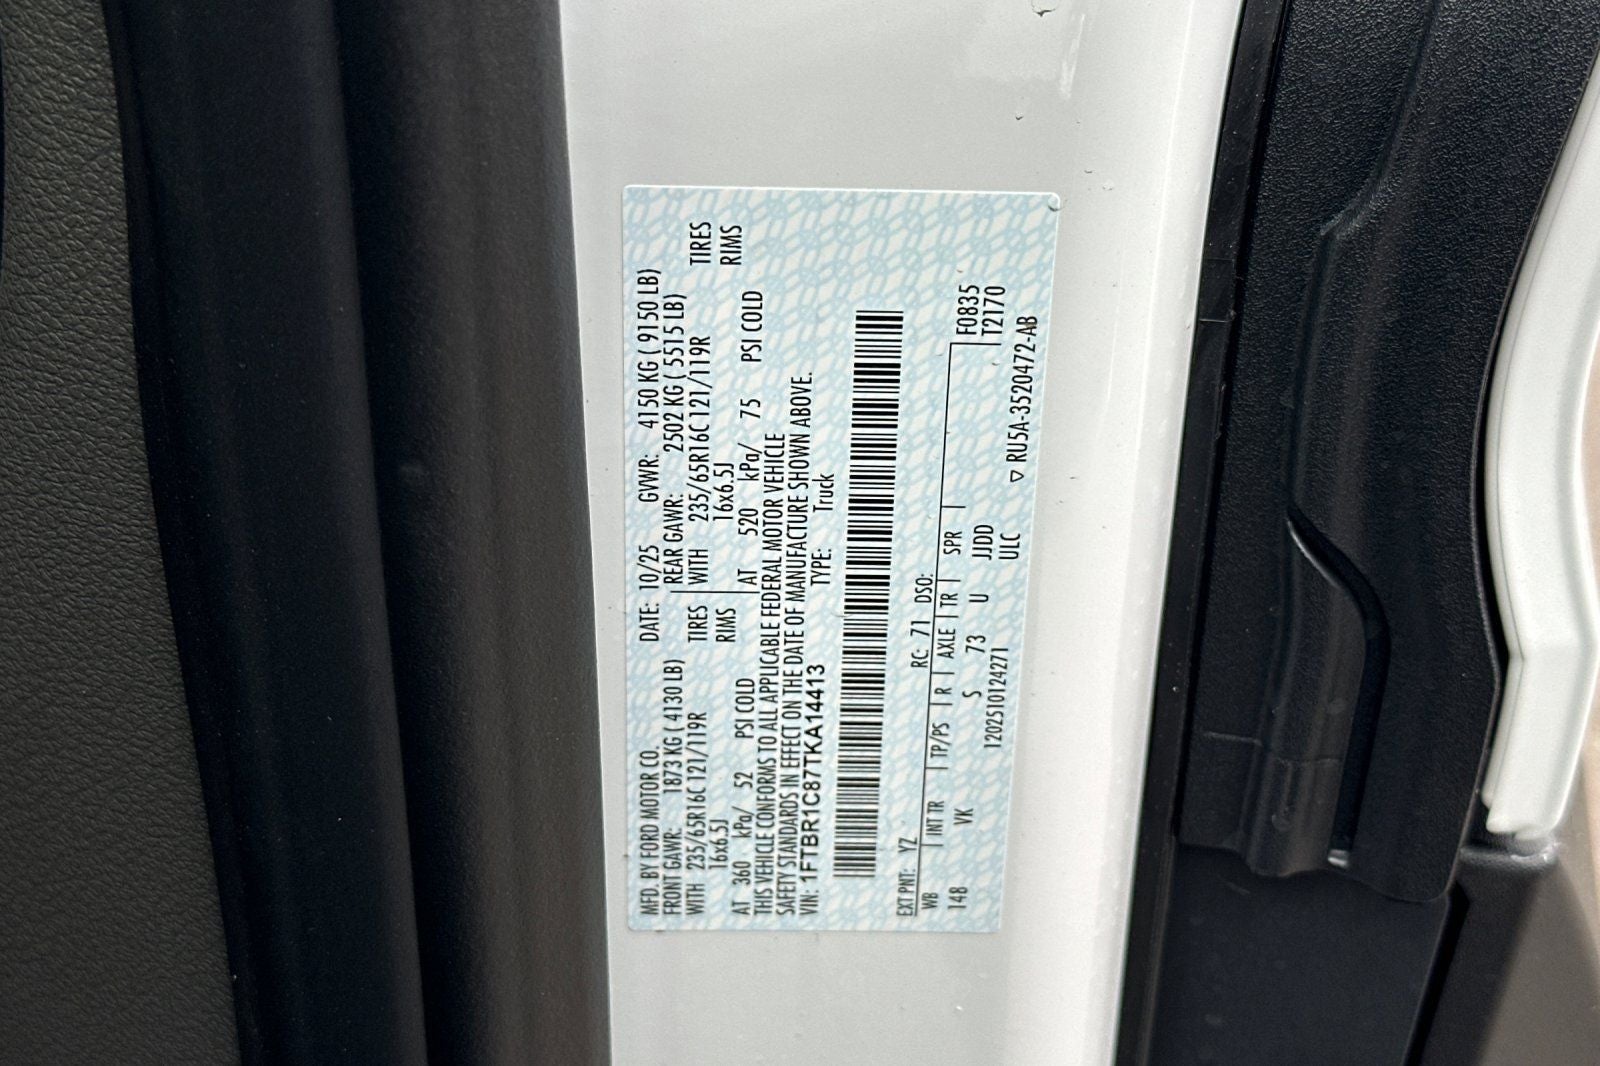 MFD. BY FORD MOTOR CO. DATE: 10/25 GVWR: 4150 KG ( 9150 LB)
FRONT GAWR: 1873 KG ( 4130 LB) REAR GAWR: 2502 KG ( 5515 LB)
WITH 235/65R16C 121/119R TIRES WITH 235/65R16C 121/119R TIRES
16x6.5J RIMS 16x6.5J RIMS
AT 360 kPa/ 52 PSI COLD AT 520 kPa/ 75 PSI COLD
THIS VEHICLE CONFORMS TO ALL APPLICABLE FEDERAL MOTOR VEHICLE
SAFETY STANDARDS IN EFFECT ON THE DATE OF MANUFACTURE SHOWN ABOVE.
VIN: 1FTBR1C87TKA14413 TYPE: Truck
EXT PNT: YZ RC: 71 DSO:
WB INT TR TP/PS R AXLE TR SPR F0835
148 VK S 73 U JJDD T2170
1202510124271 ULC
RU5A-3520472-AB